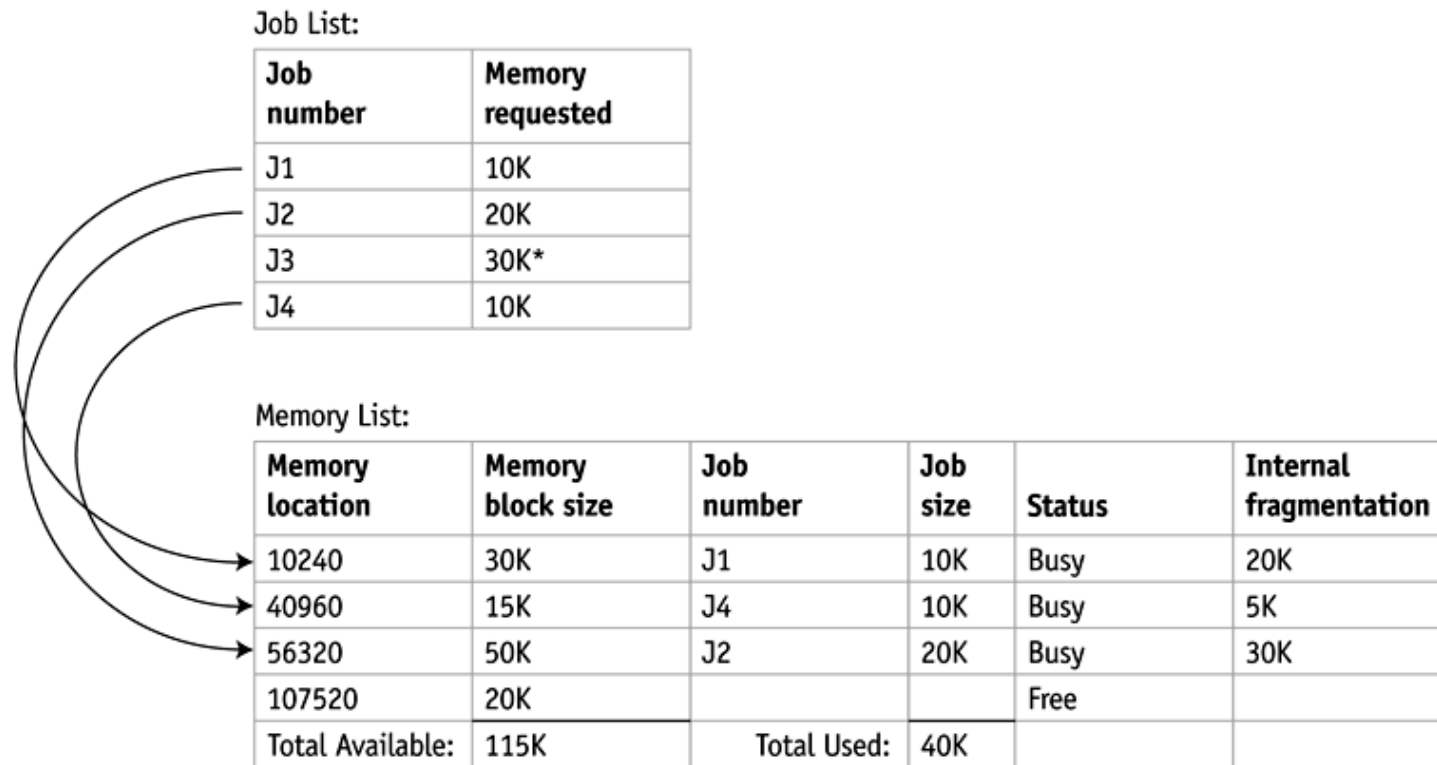 Job List:
Job number Memory requested
J1 10K
J2 20K
J3 30K*
J4 10K
Memory List:
Memory location Memory block size Job number Job size Status Internal fragmentation
10240 30K J1 10K Busy 20K
40960 15K J4 10K Busy 5K
56320 50K J2 20K Busy 30K
107520 20K Free
Total Available: 115K Total Used: 40K